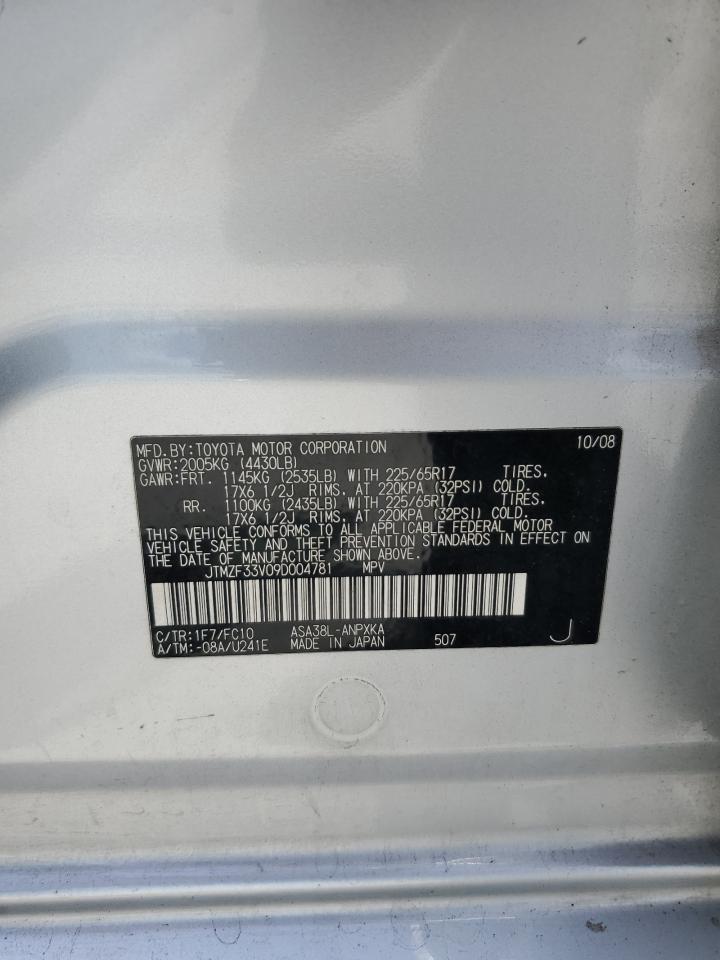 MFD. BY: TOYOTA MOTOR CORPORATION 10/08
GVWR: 2005KG (4430LB)
GAWR: FRT. 1145KG (2535LB) WITH 225/65R17 TIRES,
17X6 1/2J RIMS, AT 220KPA (32PSI) COLD.
RR. 1100KG (2435LB) WITH 225/65R17 TIRES,
17X6 1/2J RIMS, AT 220KPA (32PSI) COLD.
THIS VEHICLE CONFORMS TO ALL APPLICABLE FEDERAL MOTOR
VEHICLE SAFETY AND THEFT PREVENTION STANDARDS IN EFFECT ON
THE DATE OF MANUFACTURE SHOWN ABOVE.
JTMZF33V09D004781 MPV
C/TR: 1F7/FC10 ASA38L-ANPXKA
A/TM: -08A/U241E MADE IN JAPAN 507 J